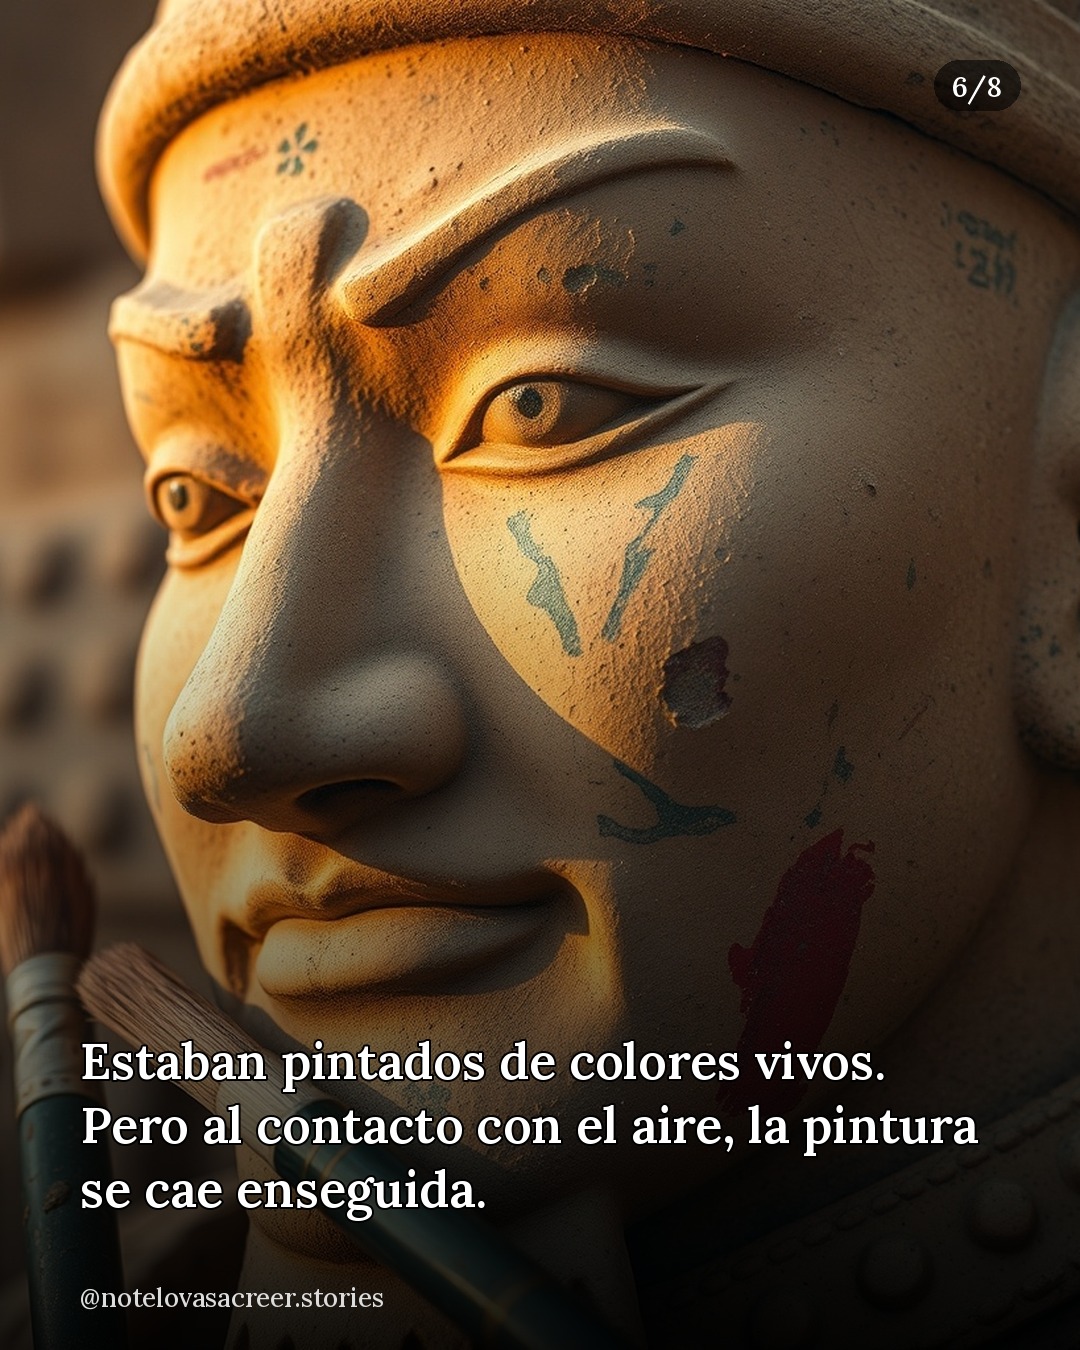 6/8
Estaban pintados de colores vivos.
Pero al contacto con el aire, la pintura
se cae enseguida.
@notelovasacreer.stories